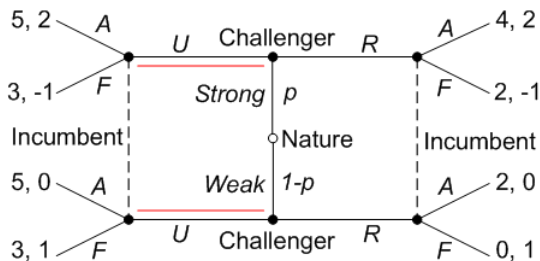 5, 2 A Challenger A 4, 2
U R
3, -1 F F 2, -1
Strong p
Incumbent Nature Incumbent
Weak 1-p
5, 0 A A 2, 0
U R
3, 1 F Challenger F 0, 1